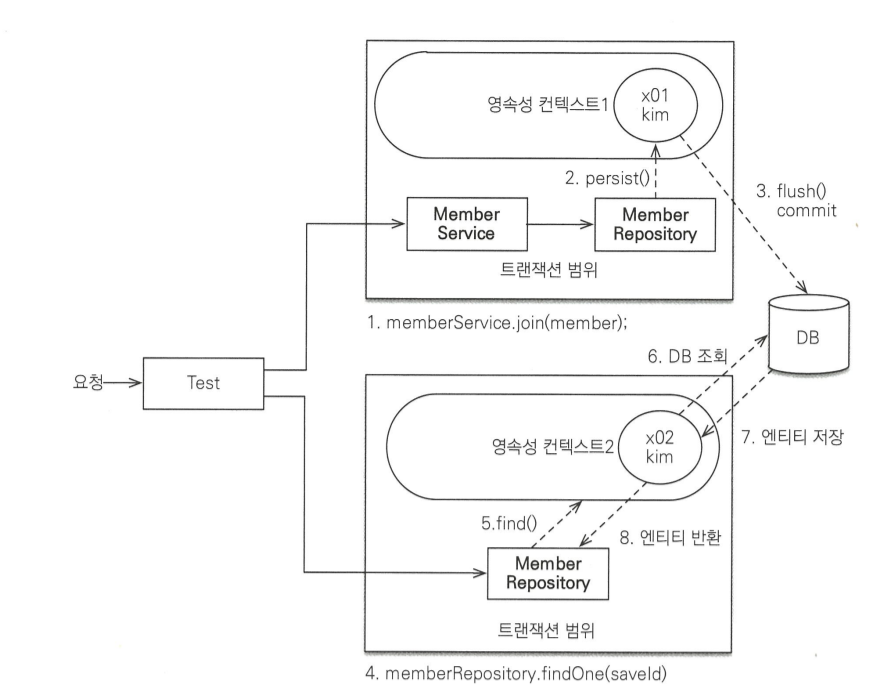 영속성 컨텍스트1
x01
kim
2. persist()
3. flush()
commit
Member
Service
Member
Repository
트랜잭션 범위
1. memberService.join(member);
DB
6. DB 조회
요청
Test
영속성 컨텍스트2
x02
kim
7. 엔티티 저장
5.find()
8. 엔티티 반환
Member
Repository
트랜잭션 범위
4. memberRepository.findOne(saveId)